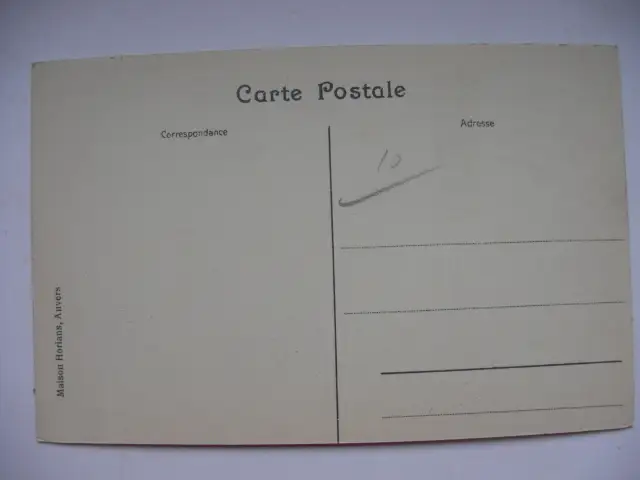 Carte Postale
Correspondance
Adresse
10
Maison Horians, Anvers